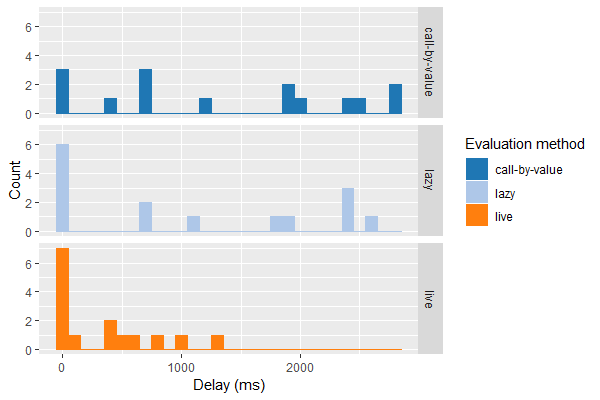 6
4
2
0
call-by-value
6
4
2
0
lazy
6
4
2
0
live
Count
0 1000 2000
Delay (ms)
Evaluation method
call-by-value
lazy
live